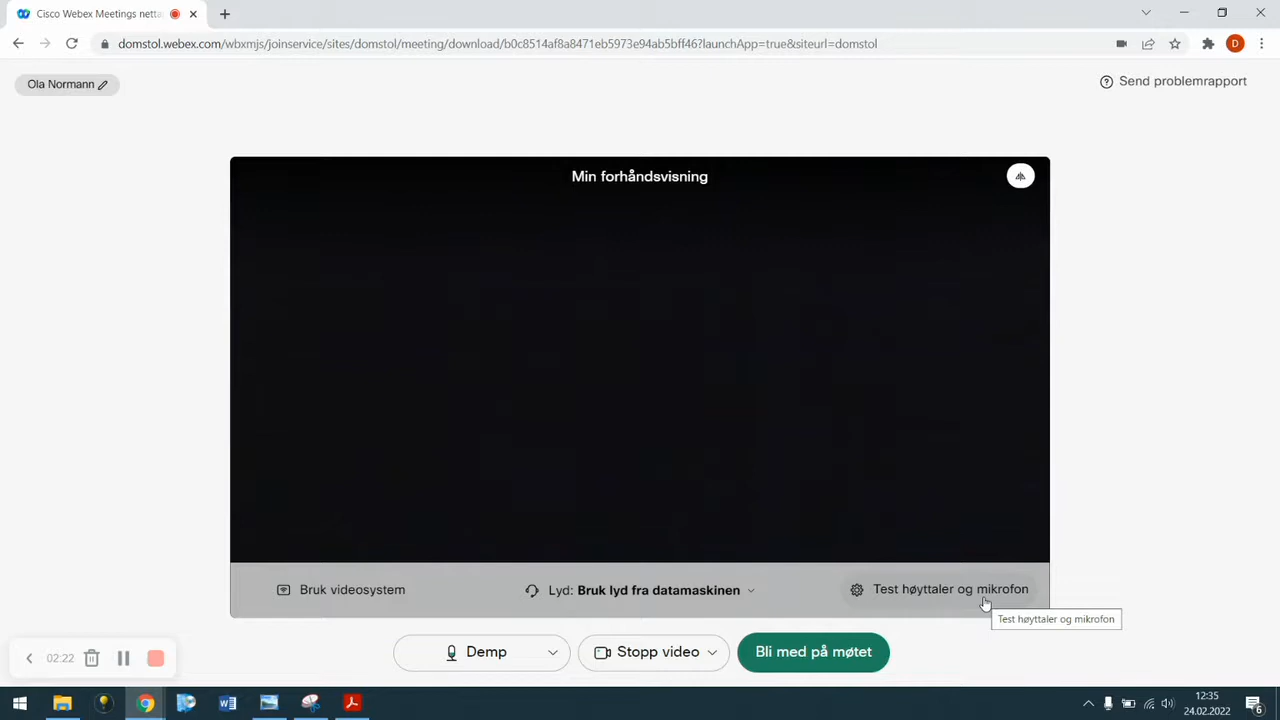 Cisco Webex Meetings netta
domstol.webex.com/wbxmjs/joinservice/sites/domstol/meeting/download/b0c8514af8a8471eb5973e94ab5bff46?launchApp=true&siteurl=domstol
D
Ola Normann
Send problemrapport
Min forhåndsvisning
Bruk videosystem
Lyd: Bruk lyd fra datamaskinen
Test høyttaler og mikrofon
Test høyttaler og mikrofon
02:22
Demp
Stopp video
Bli med på møtet
12:35
24.02.2022
6